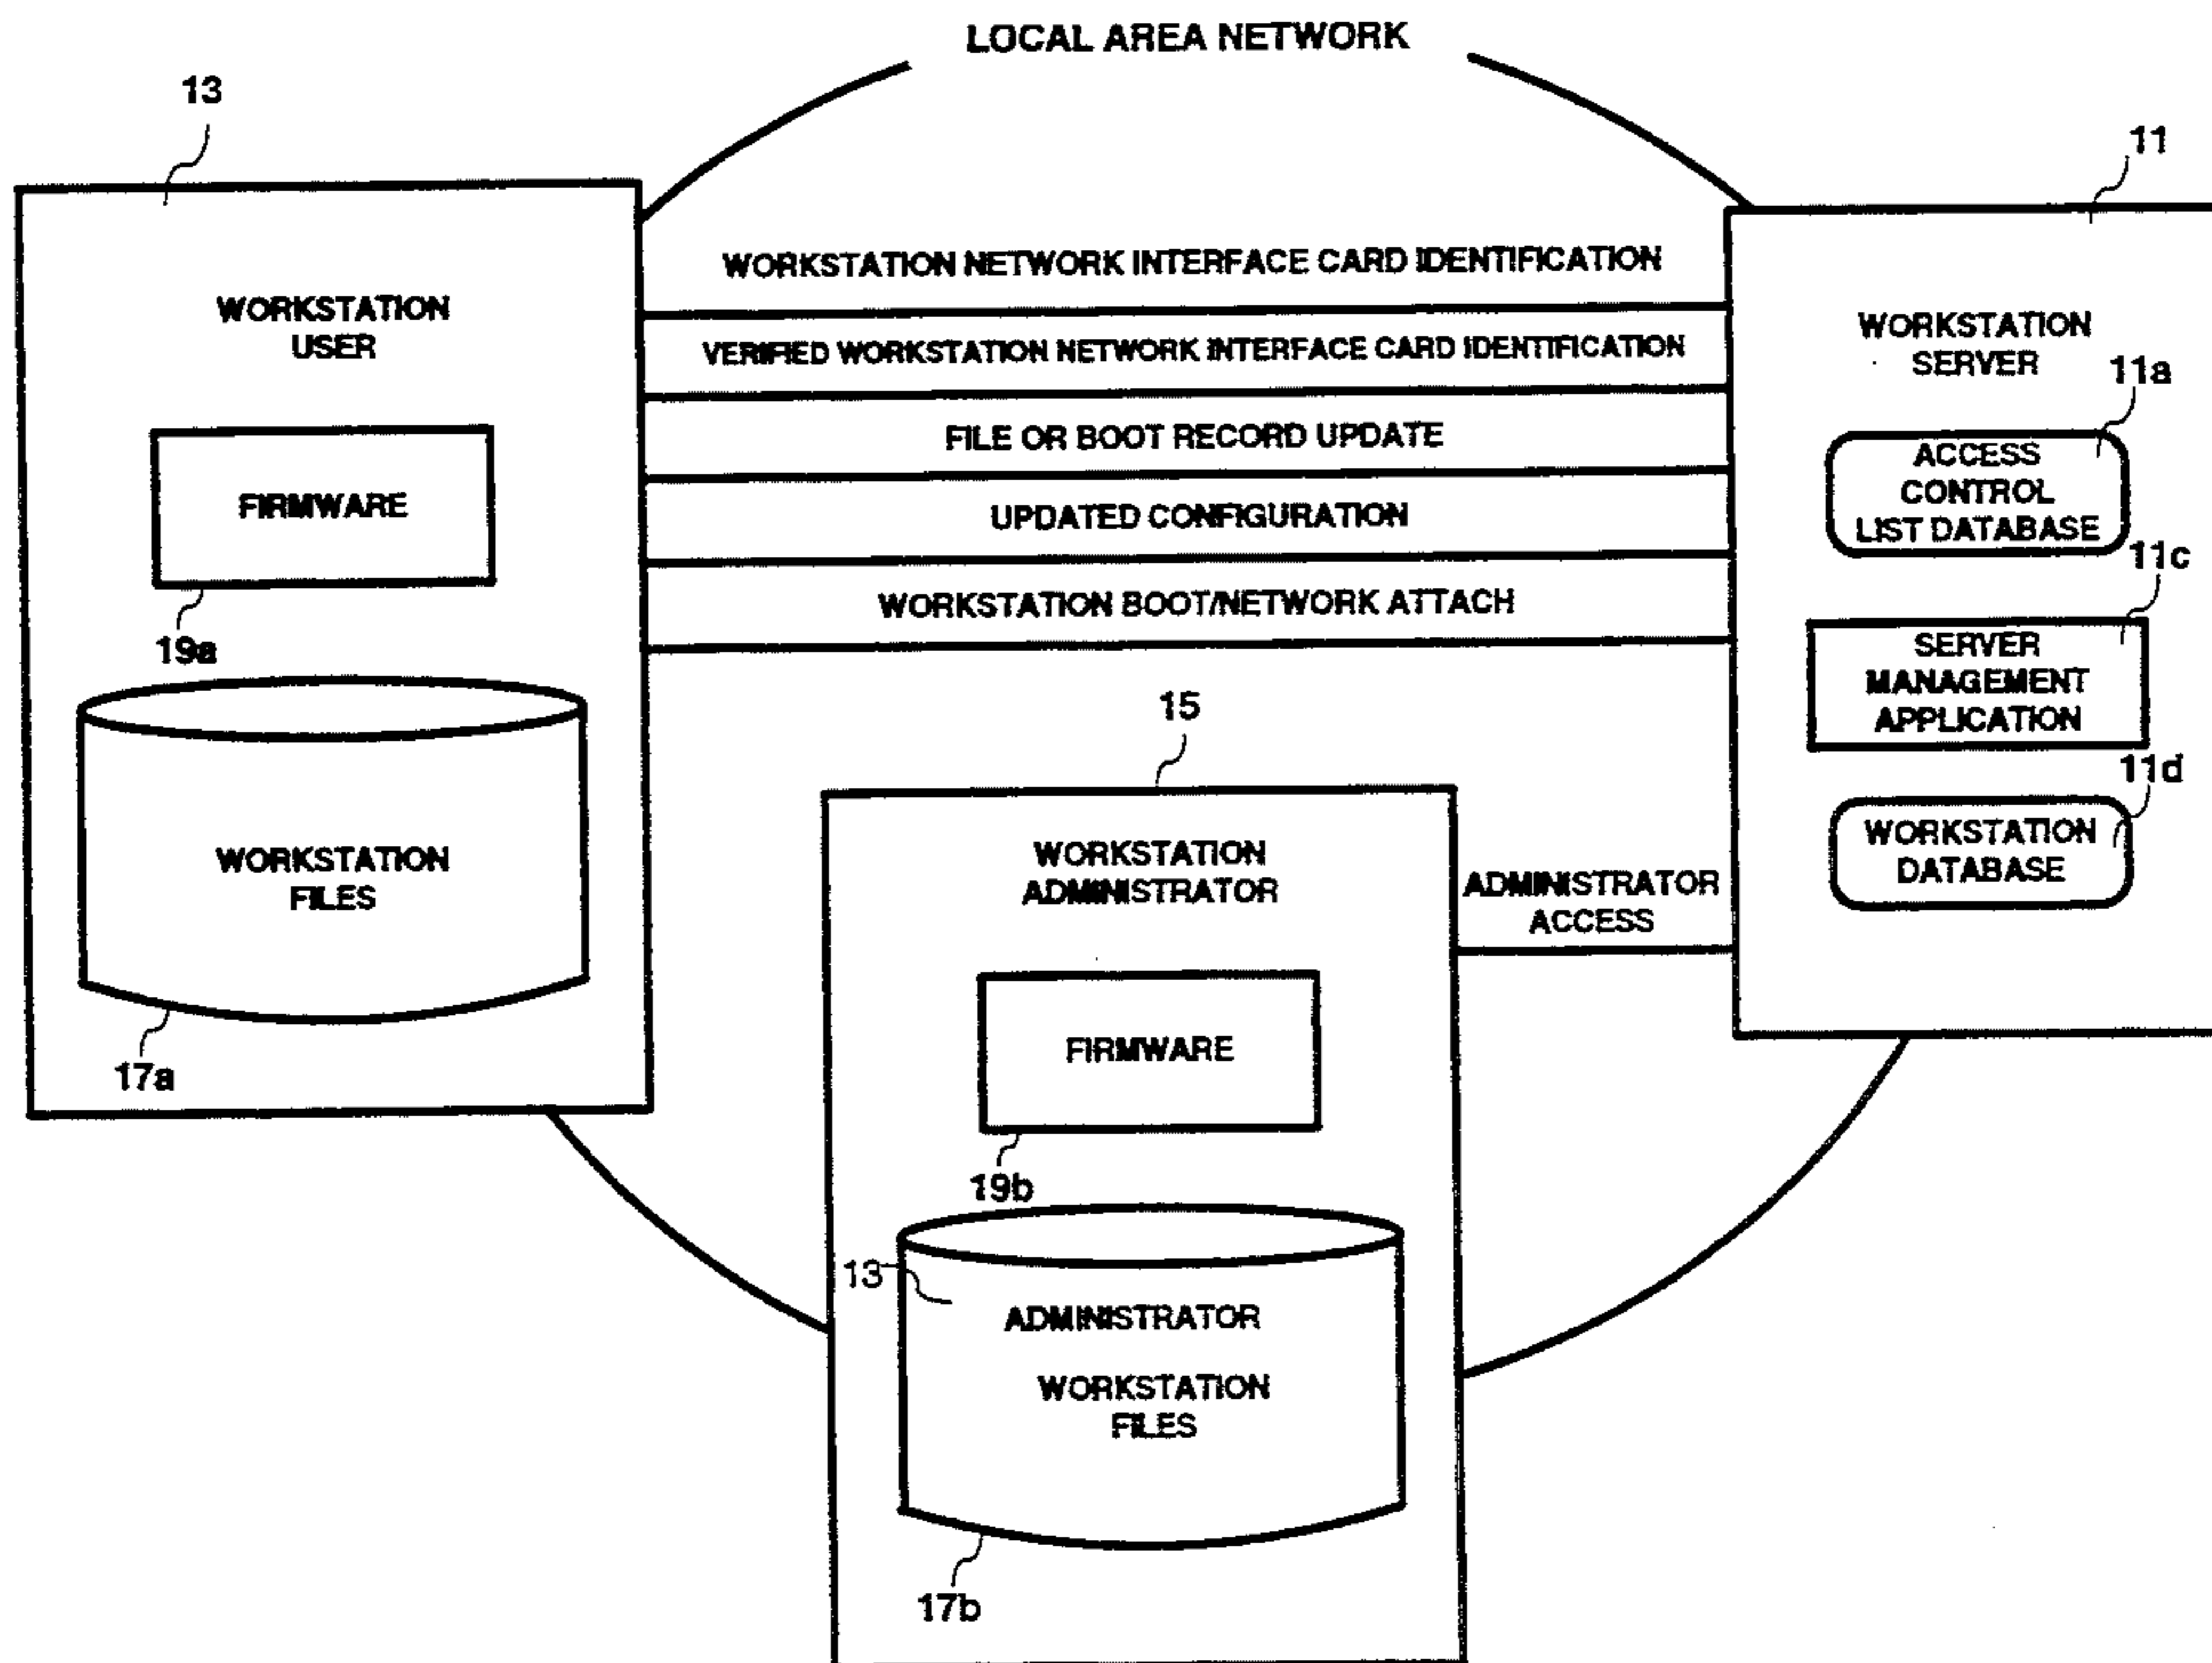 LOCAL AREA NETWORK
13
WORKSTATION
USER
FIRMWARE
19a
WORKSTATION
FILES
17a
WORKSTATION NETWORK INTERFACE CARD IDENTIFICATION
VERIFIED WORKSTATION NETWORK INTERFACE CARD IDENTIFICATION
FILE OR BOOT RECORD UPDATE
UPDATED CONFIGURATION
WORKSTATION BOOT/NETWORK ATTACH
11
WORKSTATION
SERVER
11a
ACCESS
CONTROL
LIST DATABASE
11c
SERVER
MANAGEMENT
APPLICATION
11d
WORKSTATION
DATABASE
15
WORKSTATION
ADMINISTRATOR
ADMINISTRATOR
ACCESS
FIRMWARE
19b
13
ADMINISTRATOR
WORKSTATION
FILES
17b